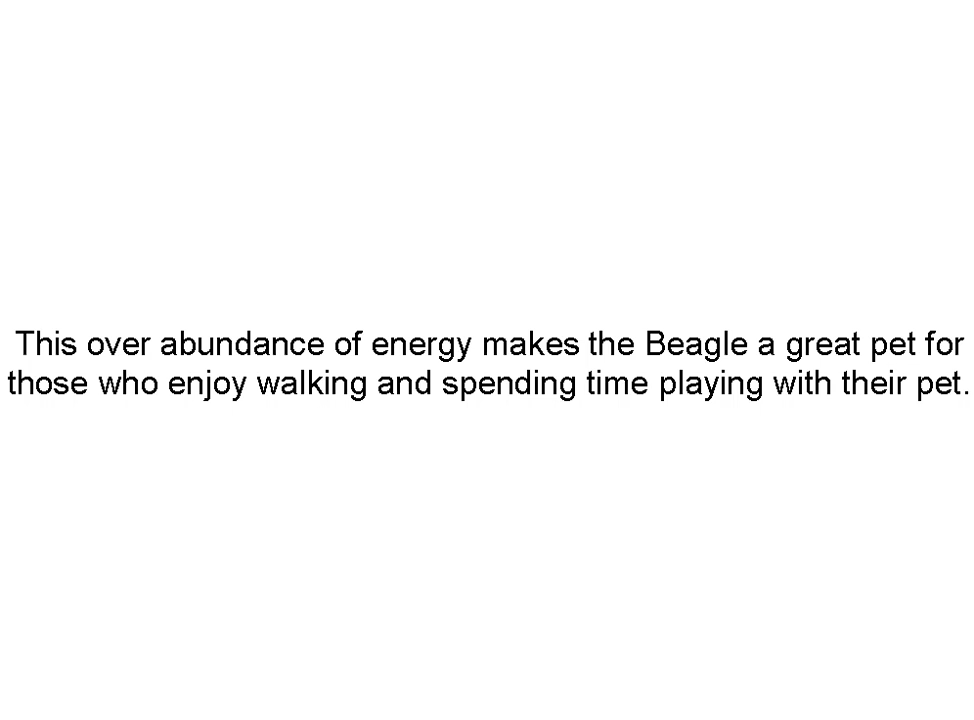 This over abundance of energy makes the Beagle a great pet for
those who enjoy walking and spending time playing with their pet.